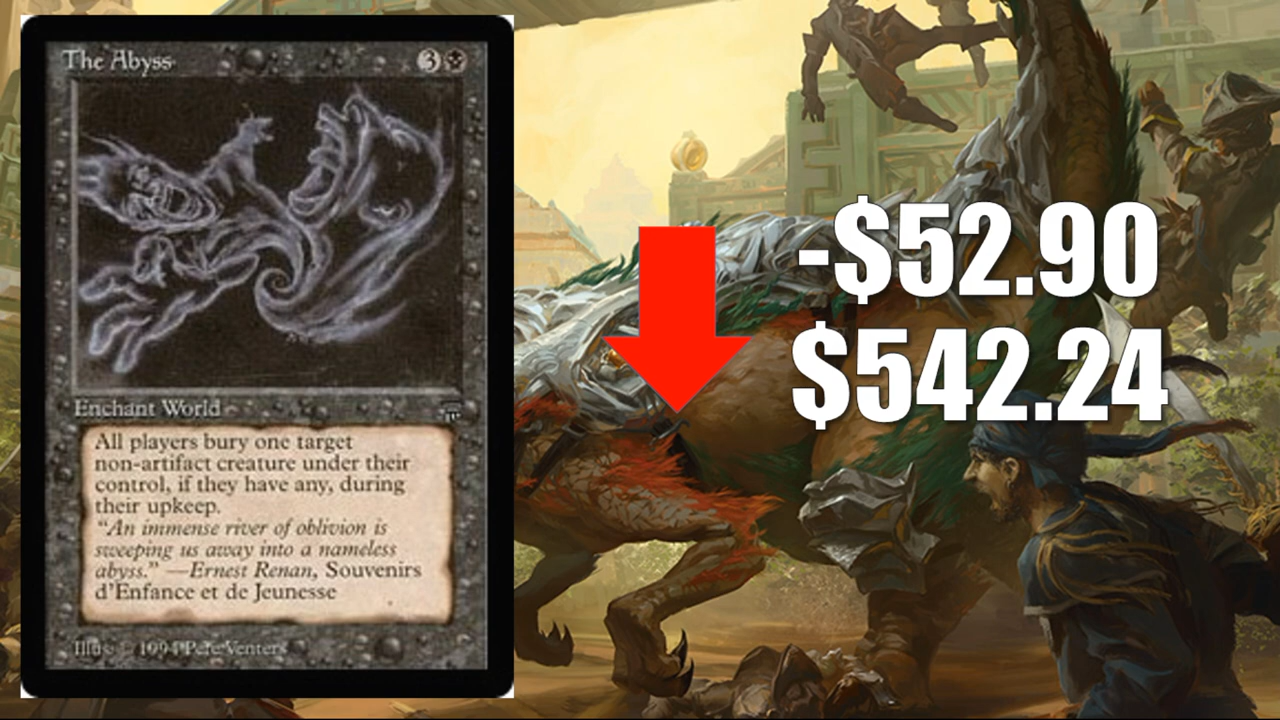 The Abyss 3
Enchant World
All players bury one target
non-artifact creature under their
control, if they have any, during
their upkeep.
“An immense river of oblivion is
sweeping us away into a nameless
abyss.” —Ernest Renan, Souvenirs
d’Enfance et de Jeunesse
Illus. © 1994 Pete Venters
-$52.90
$542.24